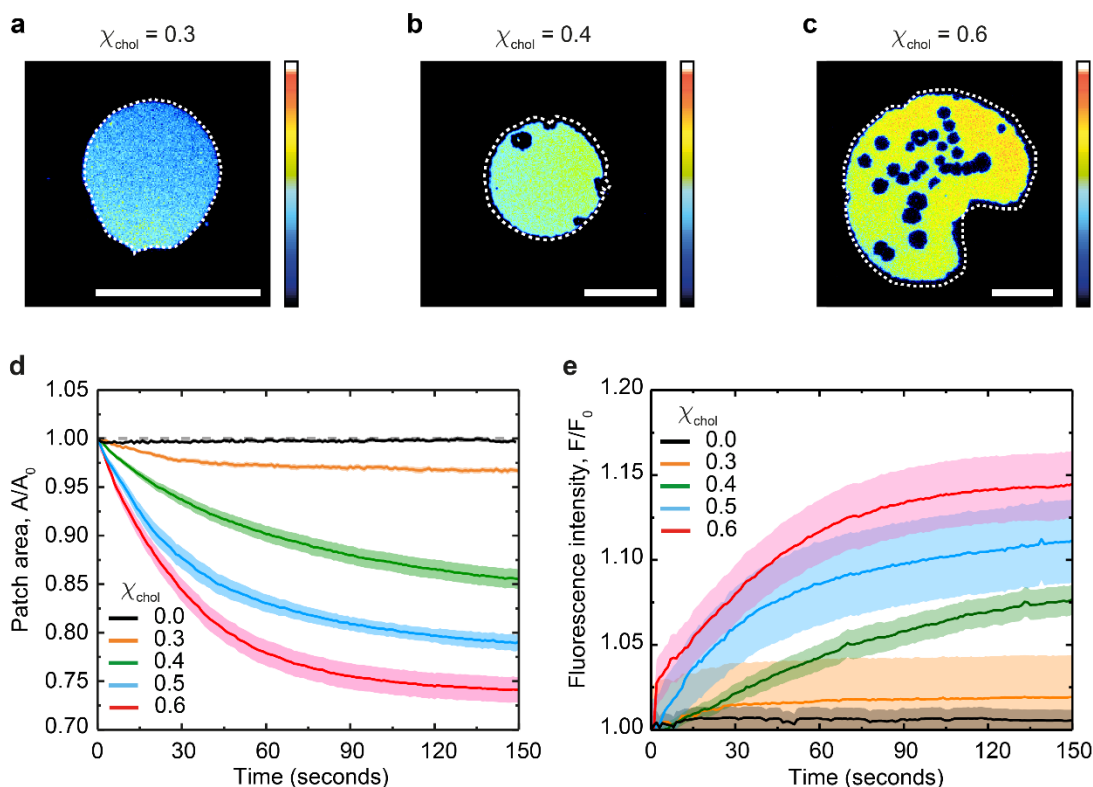 a
χchol = 0.3
b
χchol = 0.4
c
χchol = 0.6
d
Patch area, A/A0
1.05
1.00
0.95
0.90
0.85
0.80
0.75
0.70
χchol
0.0
0.3
0.4
0.5
0.6
0 30 60 90 120 150
Time (seconds)
e
Fluorescence intensity, F/F0
1.20
1.15
1.10
1.05
1.00
χchol
0.0
0.3
0.4
0.5
0.6
0 30 60 90 120 150
Time (seconds)